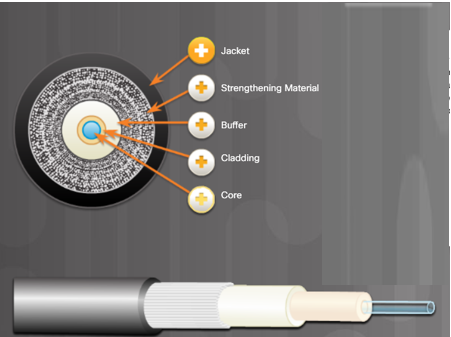 Jacket
Strengthening Material
Buffer
Cladding
Core